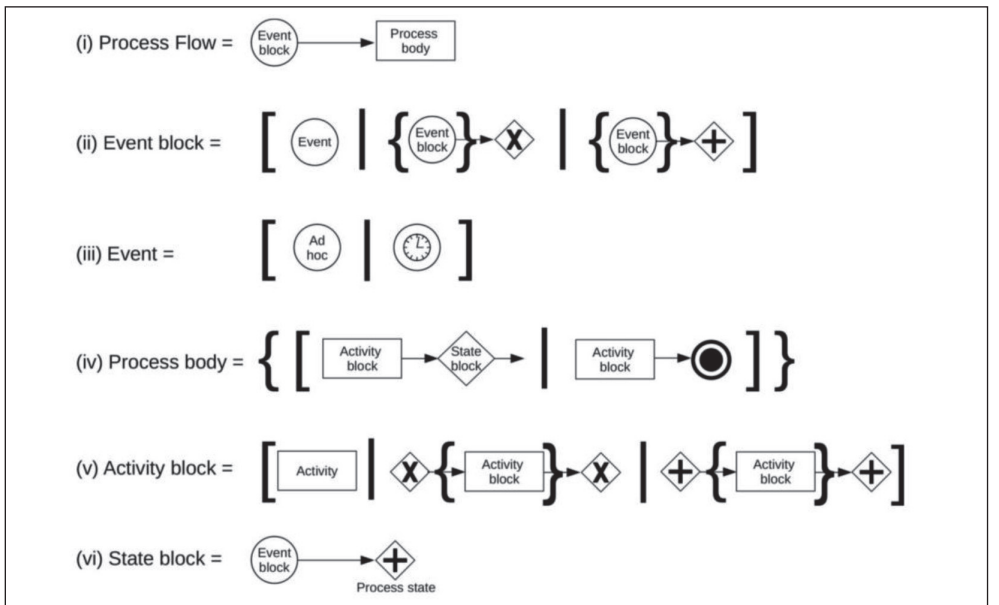 (i) Process Flow =
Event
block
Process
body
(ii) Event block =
[
Event
|
{
Event
block
}
X
|
{
Event
block
}
+
]
(iii) Event =
[
Ad
hoc
|
]
(iv) Process body =
{ [
Activity
block
State
block
|
Activity
block
] }
(v) Activity block =
[
Activity
|
X
{
Activity
block
}
X
|
+
{
Activity
block
}
+
]
(vi) State block =
Event
block
+
Process state